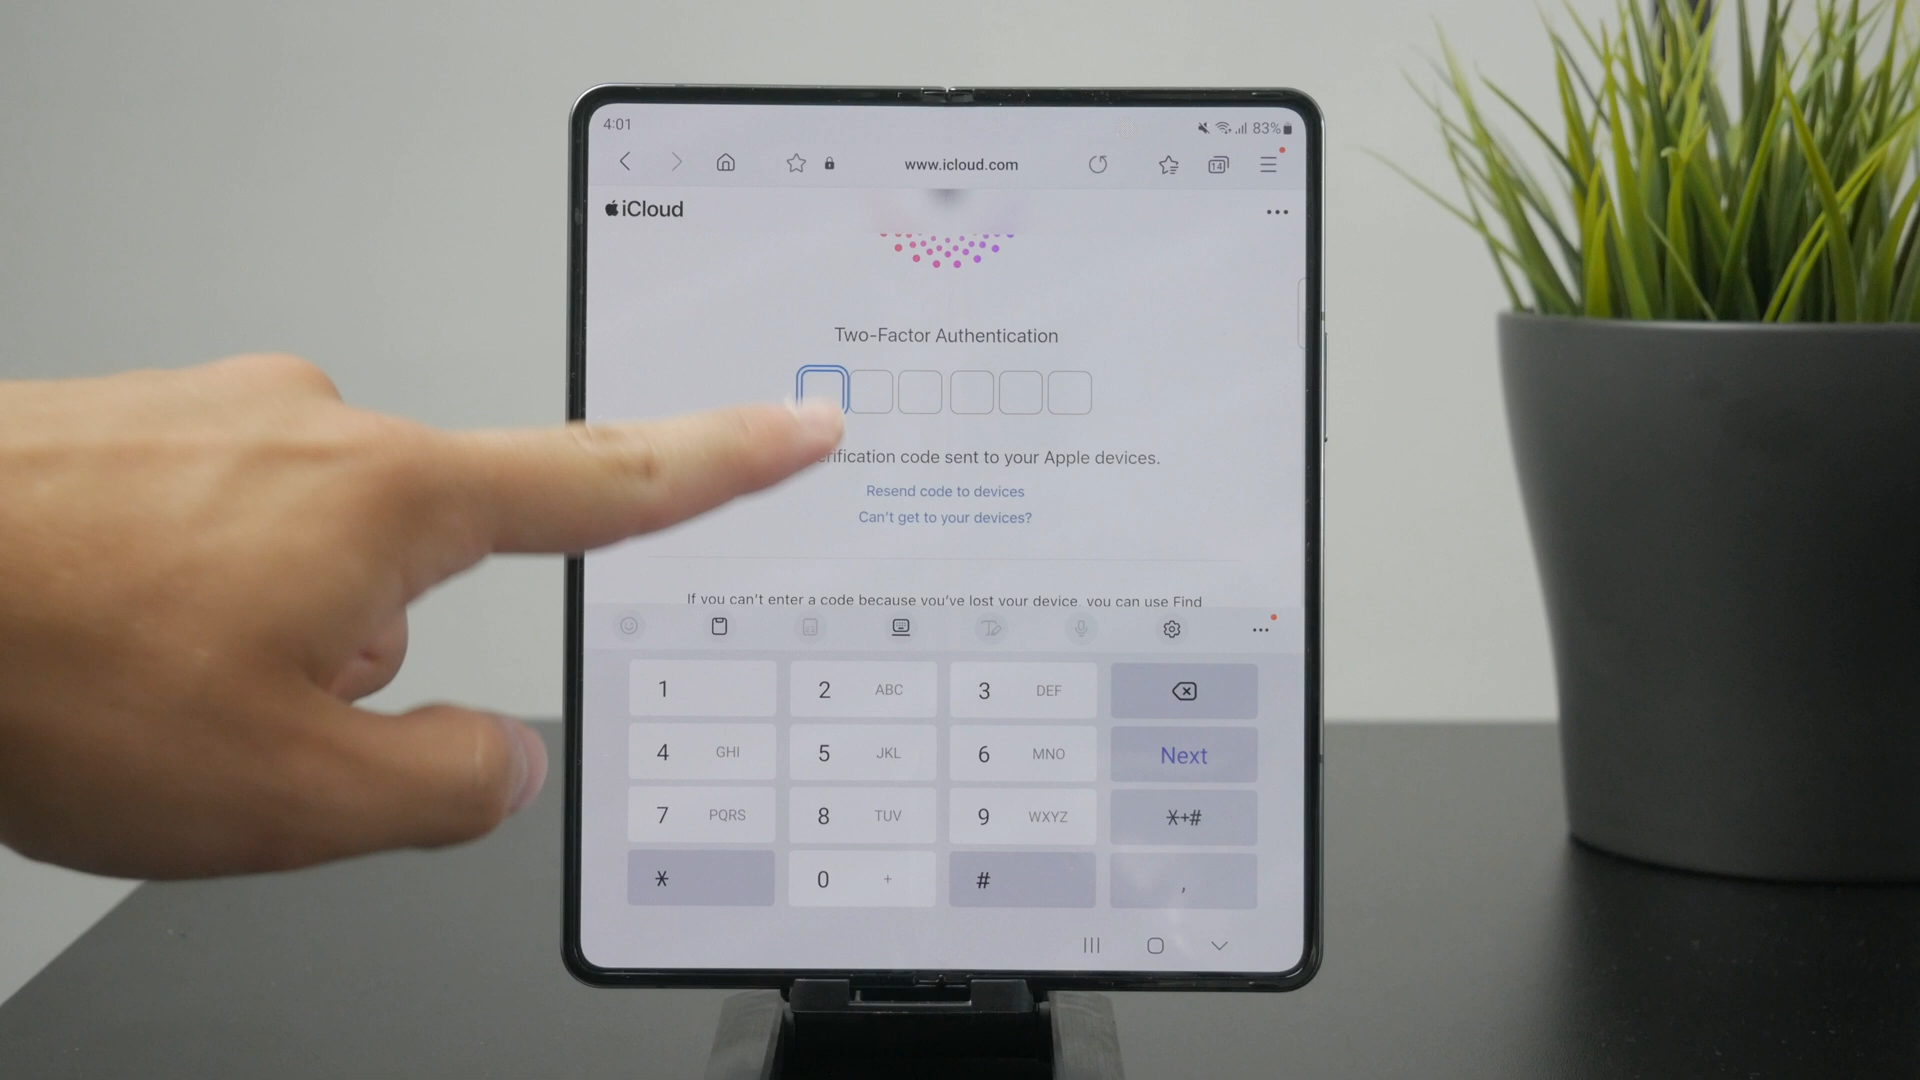 4:01
83%
www.icloud.com
14
iCloud
Two-Factor Authentication
code sent to your Apple devices.
Resend code to devices
Can't get to your devices?
If you can't enter a code because you've lost your device, you can use Find
1
2 ABC
3 DEF
4 GHI
5 JKL
6 MNO
Next
7 PQRS
8 TUV
9 WXYZ
*+#
*
0 +
#
,